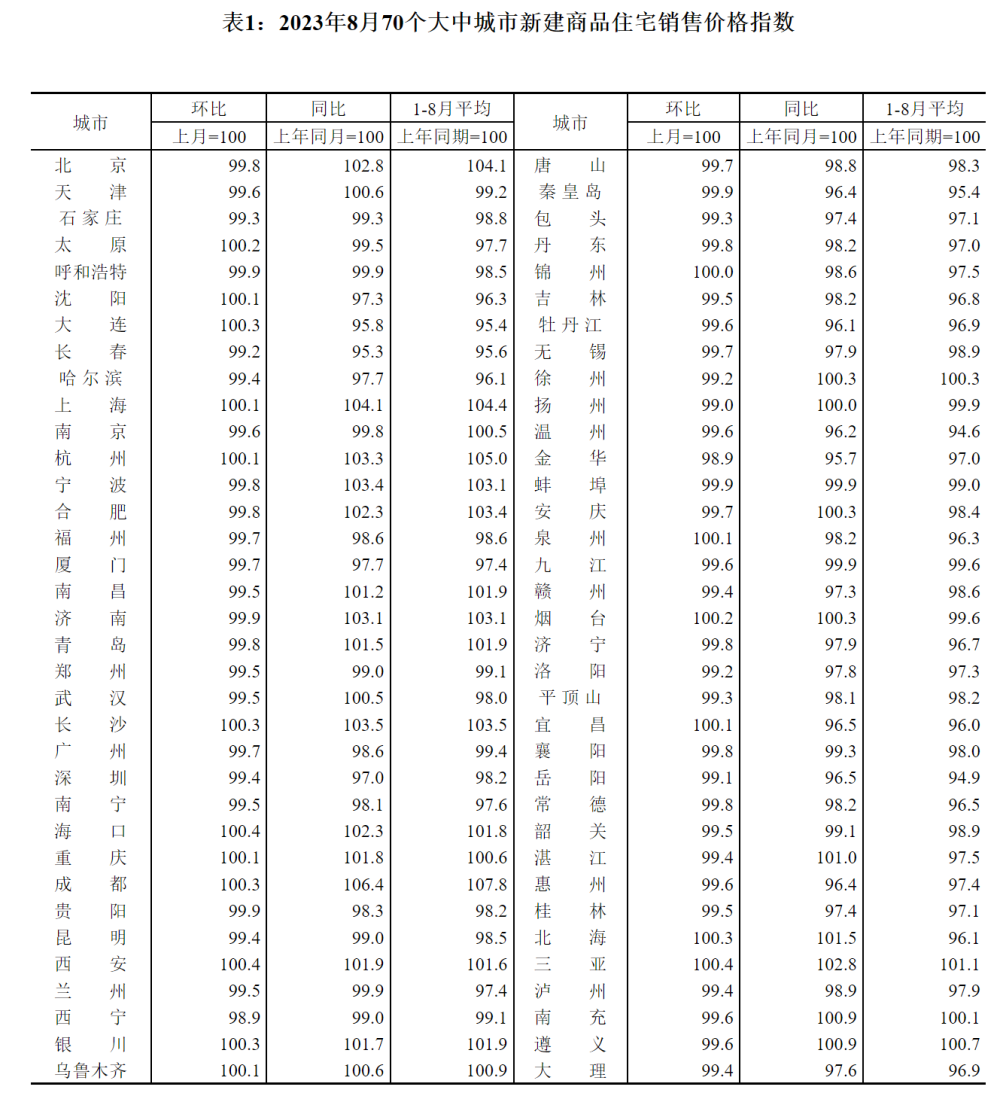 表1：2023年8月70个大中城市新建商品住宅销售价格指数
城市 环比 同比 1-8月平均 城市 环比 同比 1-8月平均
上月=100 上年同月=100 上年同期=100 上月=100 上年同月=100 上年同期=100
北京 99.8 102.8 104.1 唐山 99.7 98.8 98.3
天津 99.6 100.6 99.2 秦皇岛 99.9 96.4 95.4
石家庄 99.3 99.3 98.8 包头 99.3 97.4 97.1
太原 100.2 99.5 97.7 丹东 99.8 98.2 97.0
呼和浩特 99.9 99.9 98.5 锦州 100.0 98.6 97.5
沈阳 100.1 97.3 96.3 吉林 99.5 98.2 96.8
大连 100.3 95.8 95.4 牡丹江 99.6 96.1 96.9
长春 99.2 95.3 95.6 无锡 99.7 97.9 98.9
哈尔滨 99.4 97.7 96.1 徐州 99.2 100.3 100.3
上海 100.1 104.1 104.4 扬州 99.0 100.0 99.9
南京 99.6 99.8 100.5 温州 99.6 96.2 94.6
杭州 100.1 103.3 105.0 金华 98.9 95.7 97.0
宁波 99.8 103.4 103.1 蚌埠 99.9 99.9 99.0
合肥 99.8 102.3 103.4 安庆 99.7 100.3 98.4
福州 99.7 98.6 98.6 泉州 100.1 98.2 96.3
厦门 99.7 97.7 97.4 九江 99.6 99.9 99.6
南昌 99.5 101.2 101.9 赣州 99.4 97.3 98.6
济南 99.9 103.1 103.1 烟台 100.2 100.3 99.6
青岛 99.8 101.5 101.9 济宁 99.8 97.9 96.7
郑州 99.5 99.0 99.1 洛阳 99.2 97.8 97.3
武汉 99.5 100.5 98.0 平顶山 99.3 98.1 98.2
长沙 100.3 103.5 103.5 宜昌 100.1 96.5 96.0
广州 99.7 98.6 99.4 襄阳 99.8 99.3 98.0
深圳 99.4 97.0 98.2 岳阳 99.1 96.5 94.9
南宁 99.5 98.1 97.6 常德 99.8 98.2 96.5
海口 100.4 102.3 101.8 韶关 99.5 99.1 98.9
重庆 100.1 101.8 100.6 湛江 99.4 101.0 97.5
成都 100.3 106.4 107.8 惠州 99.6 96.4 97.4
贵阳 99.9 98.3 98.2 桂林 99.5 97.4 97.1
昆明 99.4 99.0 98.5 北海 100.3 101.5 96.1
西安 100.4 101.9 101.6 三亚 100.4 102.8 101.1
兰州 99.5 99.9 97.4 泸州 99.4 98.9 97.9
西宁 98.9 99.0 99.1 南充 99.6 100.9 100.1
银川 100.3 101.7 101.9 遵义 99.6 100.9 100.7
乌鲁木齐 100.1 100.6 100.9 大理 99.4 97.6 96.9